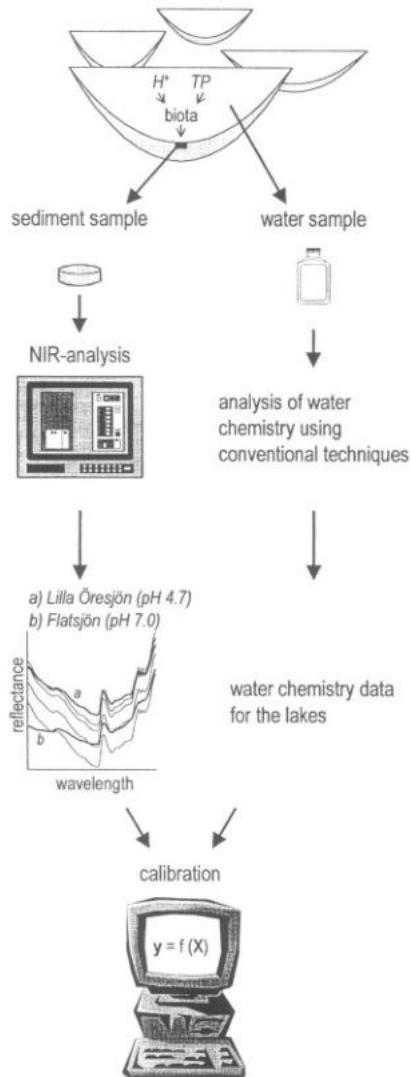 H+ TP
biota
sediment sample
water sample
NIR-analysis
analysis of water
chemistry using
conventional techniques
a) Lilla Öresjön (pH 4.7)
b) Flatsjön (pH 7.0)
reflectance
a
b
wavelength
water chemistry data
for the lakes
calibration
y = f (X)